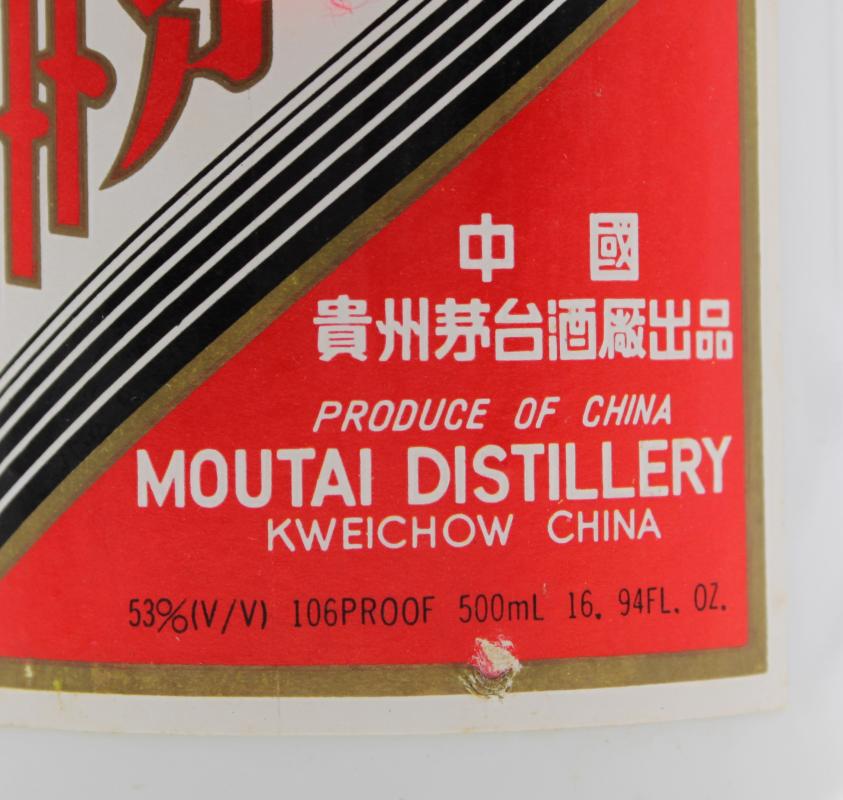 中國
貴州茅台酒廠出品
PRODUCE OF CHINA
MOUTAI DISTILLERY
KWEICHOW CHINA
53%(V/V) 106PROOF 500mL 16. 94FL. OZ.